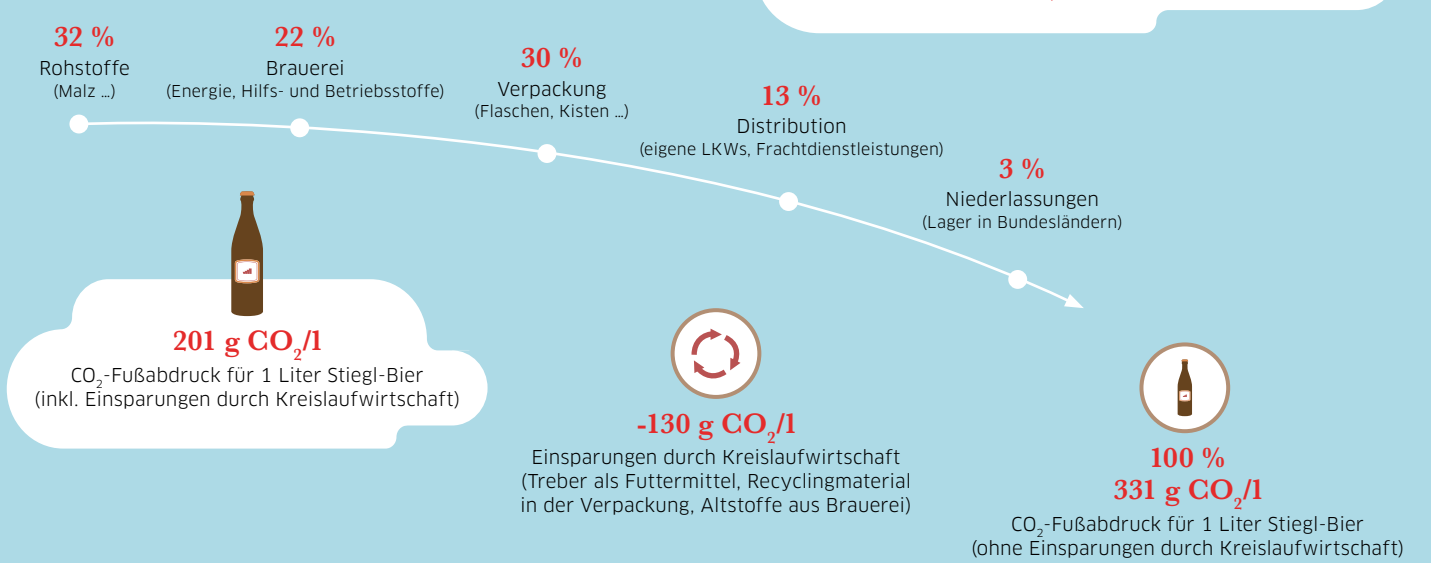 32 %
Rohstoffe
(Malz …)
22 %
Brauerei
(Energie, Hilfs- und Betriebsstoffe)
30 %
Verpackung
(Flaschen, Kisten …)
13 %
Distribution
(eigene LKWs, Frachtdienstleistungen)
3 %
Niederlassungen
(Lager in Bundesländern)
201 g CO₂/l
CO₂-Fußabdruck für 1 Liter Stiegl-Bier
(inkl. Einsparungen durch Kreislaufwirtschaft)
-130 g CO₂/l
Einsparungen durch Kreislaufwirtschaft
(Treber als Futtermittel, Recyclingmaterial
in der Verpackung, Altstoffe aus Brauerei)
100 %
331 g CO₂/l
CO₂-Fußabdruck für 1 Liter Stiegl-Bier
(ohne Einsparungen durch Kreislaufwirtschaft)